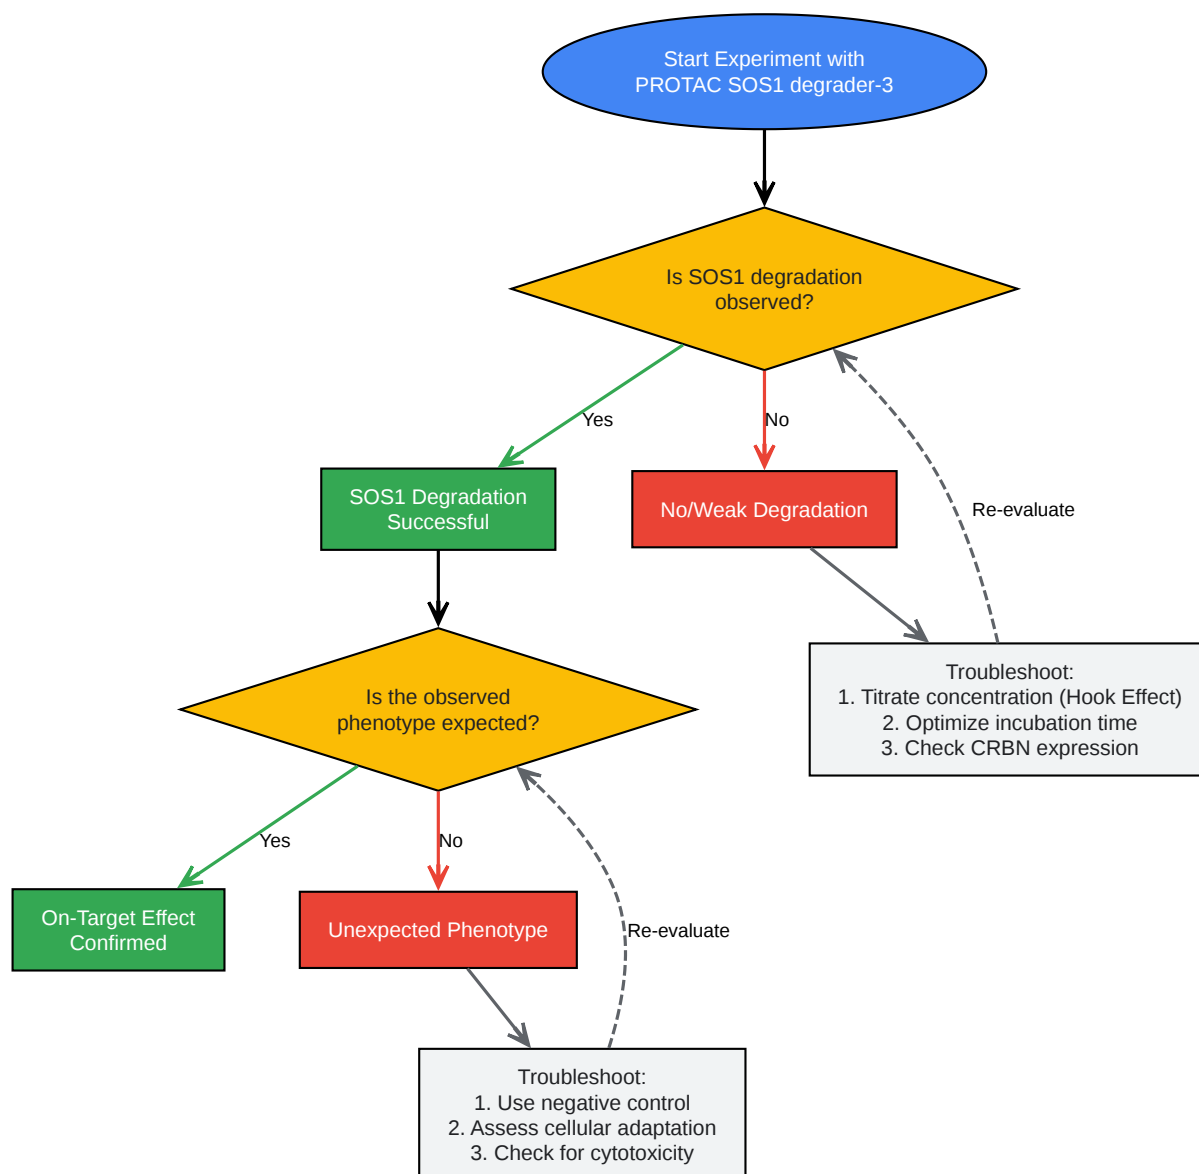 Start Experiment with
PROTAC SOS1 degrader-3
Is SOS1 degradation
observed?
Yes
No
SOS1 Degradation
Successful
No/Weak Degradation
Re-evaluate
Is the observed
phenotype expected?
Troubleshoot:
1. Titrate concentration (Hook Effect)
2. Optimize incubation time
3. Check CRBN expression
Yes
No
On-Target Effect
Confirmed
Unexpected Phenotype
Re-evaluate
Troubleshoot:
1. Use negative control
2. Assess cellular adaptation
3. Check for cytotoxicity